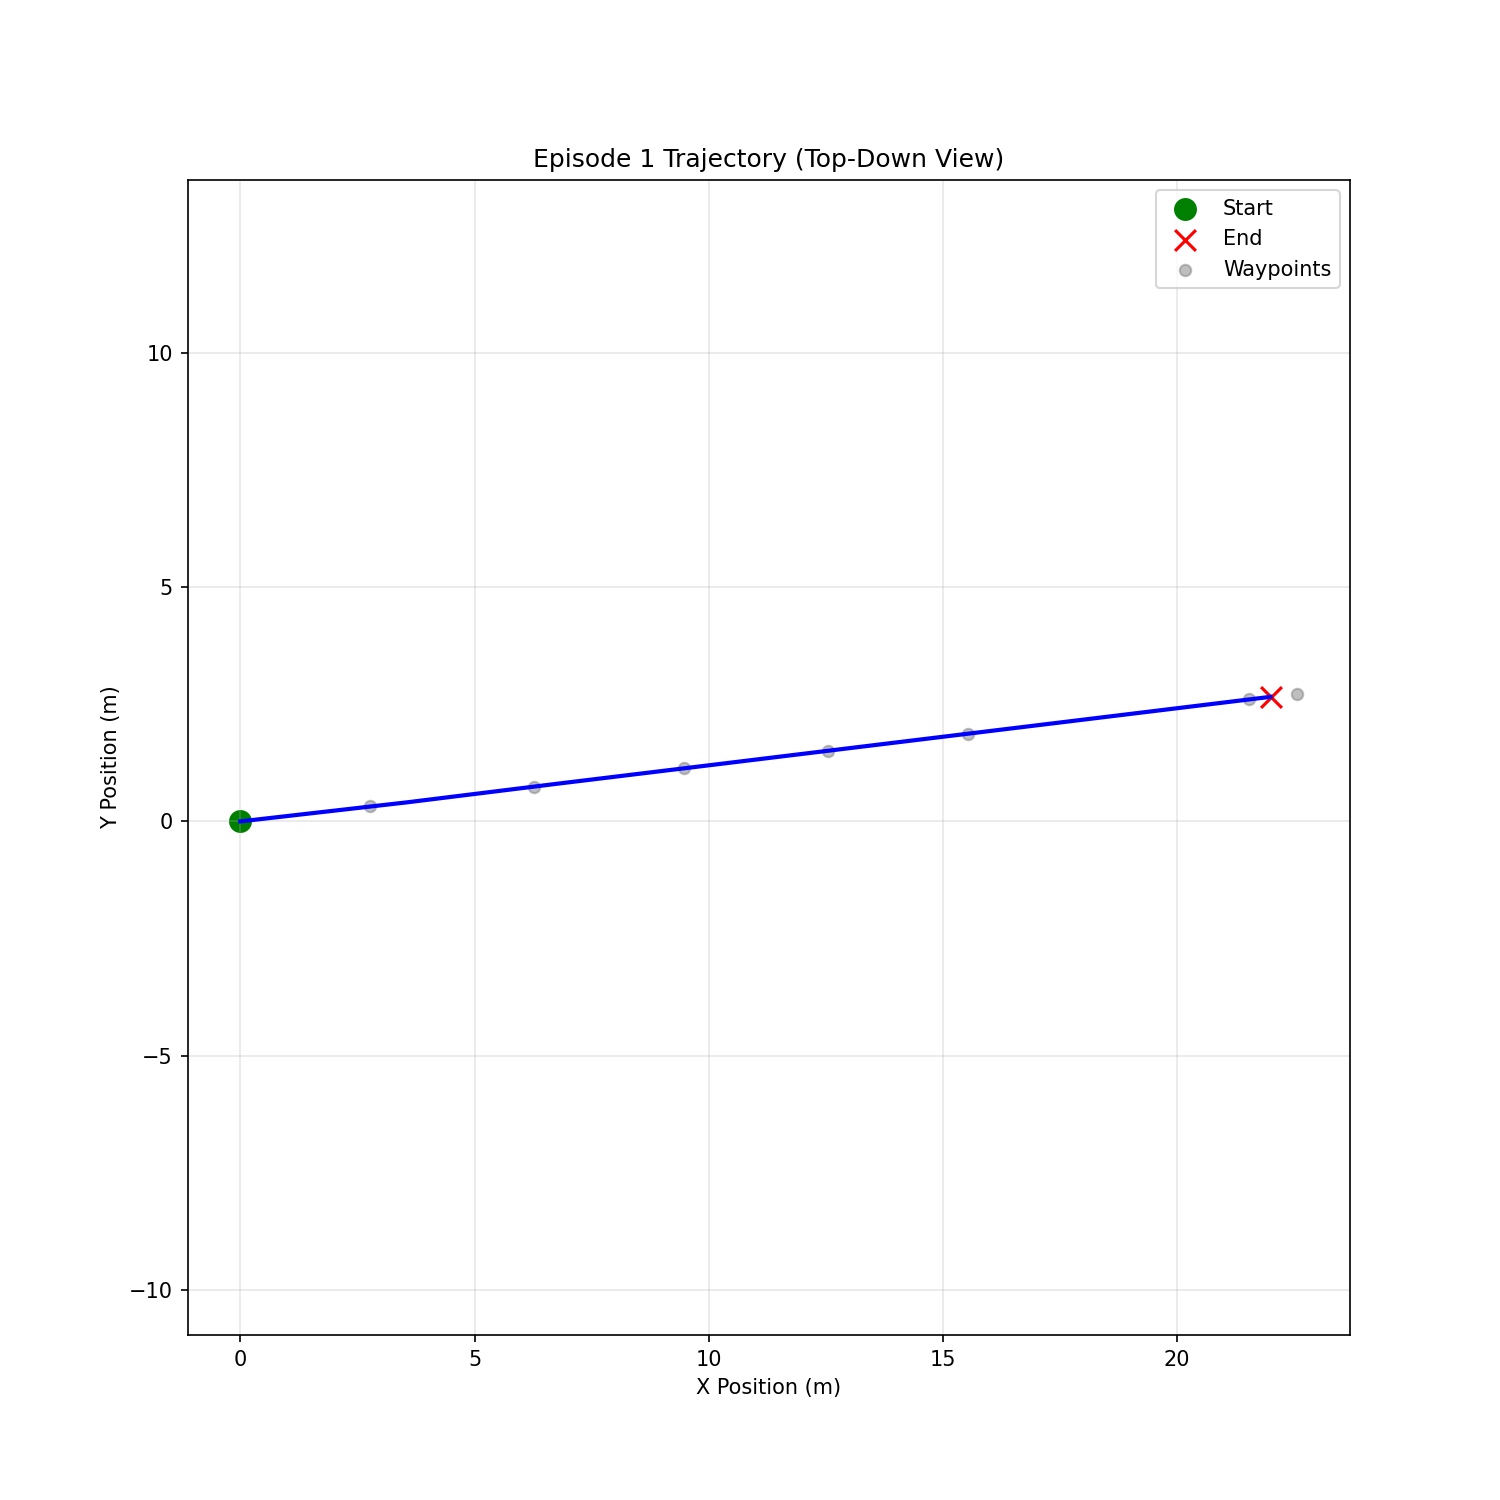 Episode 1 Trajectory (Top-Down View)
Start
End
Waypoints
10
5
0
−5
−10
Y Position (m)
0 5 10 15 20
X Position (m)